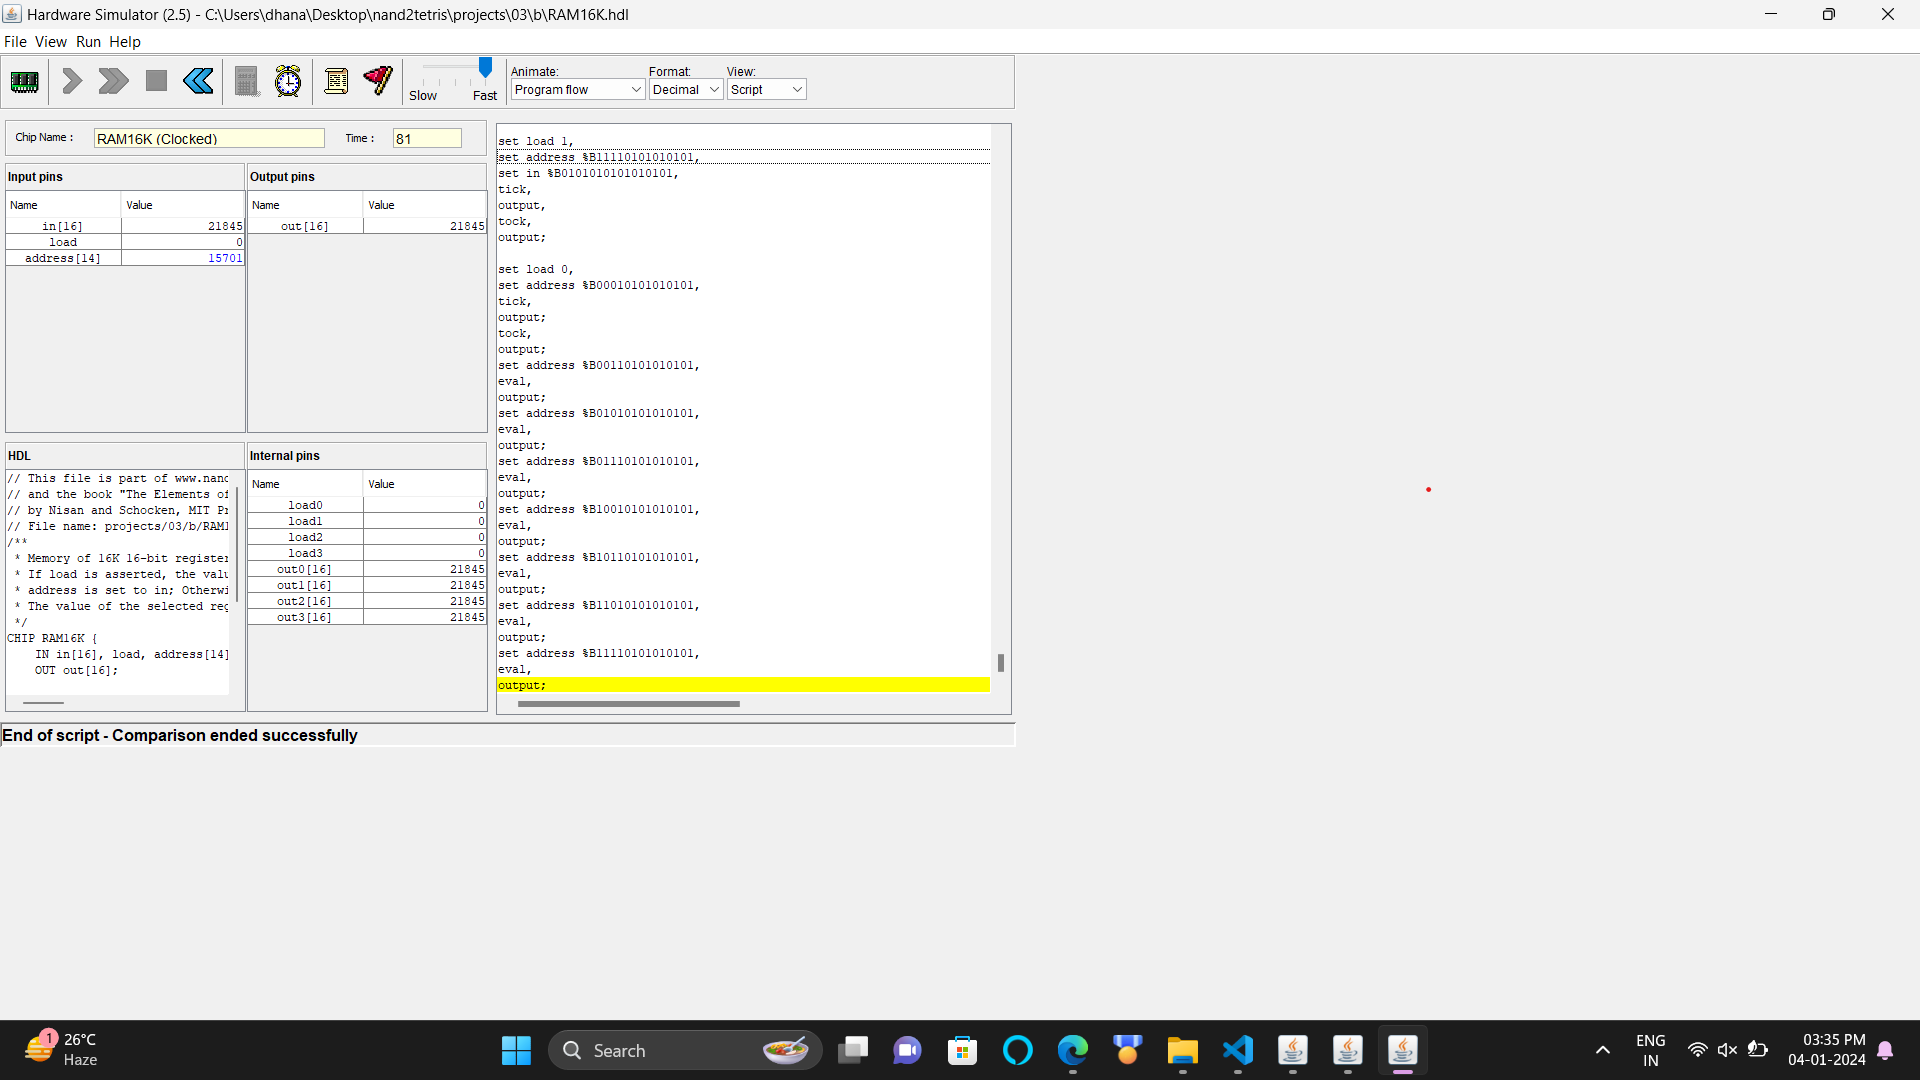 Hardware Simulator (2.5) - C:\Users\dhana\Desktop\nand2tetris\projects\03\b\RAM16K.hdl
File View Run Help
Slow Fast
Animate: Format: View:
Program flow Decimal Script
Chip Name : RAM16K (Clocked) Time : 81
Input pins
Name Value
in[16] 21845
load 0
address[14] 15701
Output pins
Name Value
out[16] 21845
HDL
// This file is part of www.nanc
// and the book "The Elements of
// by Nisan and Schocken, MIT Pr
// File name: projects/03/b/RAM1
/**
* Memory of 16K 16-bit register
* If load is asserted, the valu
* address is set to in; Otherwi
* The value of the selected reg
*/
CHIP RAM16K {
IN in[16], load, address[14]
OUT out[16];
Internal pins
Name Value
load0 0
load1 0
load2 0
load3 0
out0[16] 21845
out1[16] 21845
out2[16] 21845
out3[16] 21845
set load 1,
set address %B11110101010101,
set in %B0101010101010101,
tick,
output,
tock,
output;
set load 0,
set address %B00010101010101,
tick,
output;
tock,
output;
set address %B00110101010101,
eval,
output;
set address %B01010101010101,
eval,
output;
set address %B01110101010101,
eval,
output;
set address %B10010101010101,
eval,
output;
set address %B10110101010101,
eval,
output;
set address %B11010101010101,
eval,
output;
set address %B11110101010101,
eval,
output;
End of script - Comparison ended successfully
1
26°C
Haze
Search
ENG
IN
03:35 PM
04-01-2024